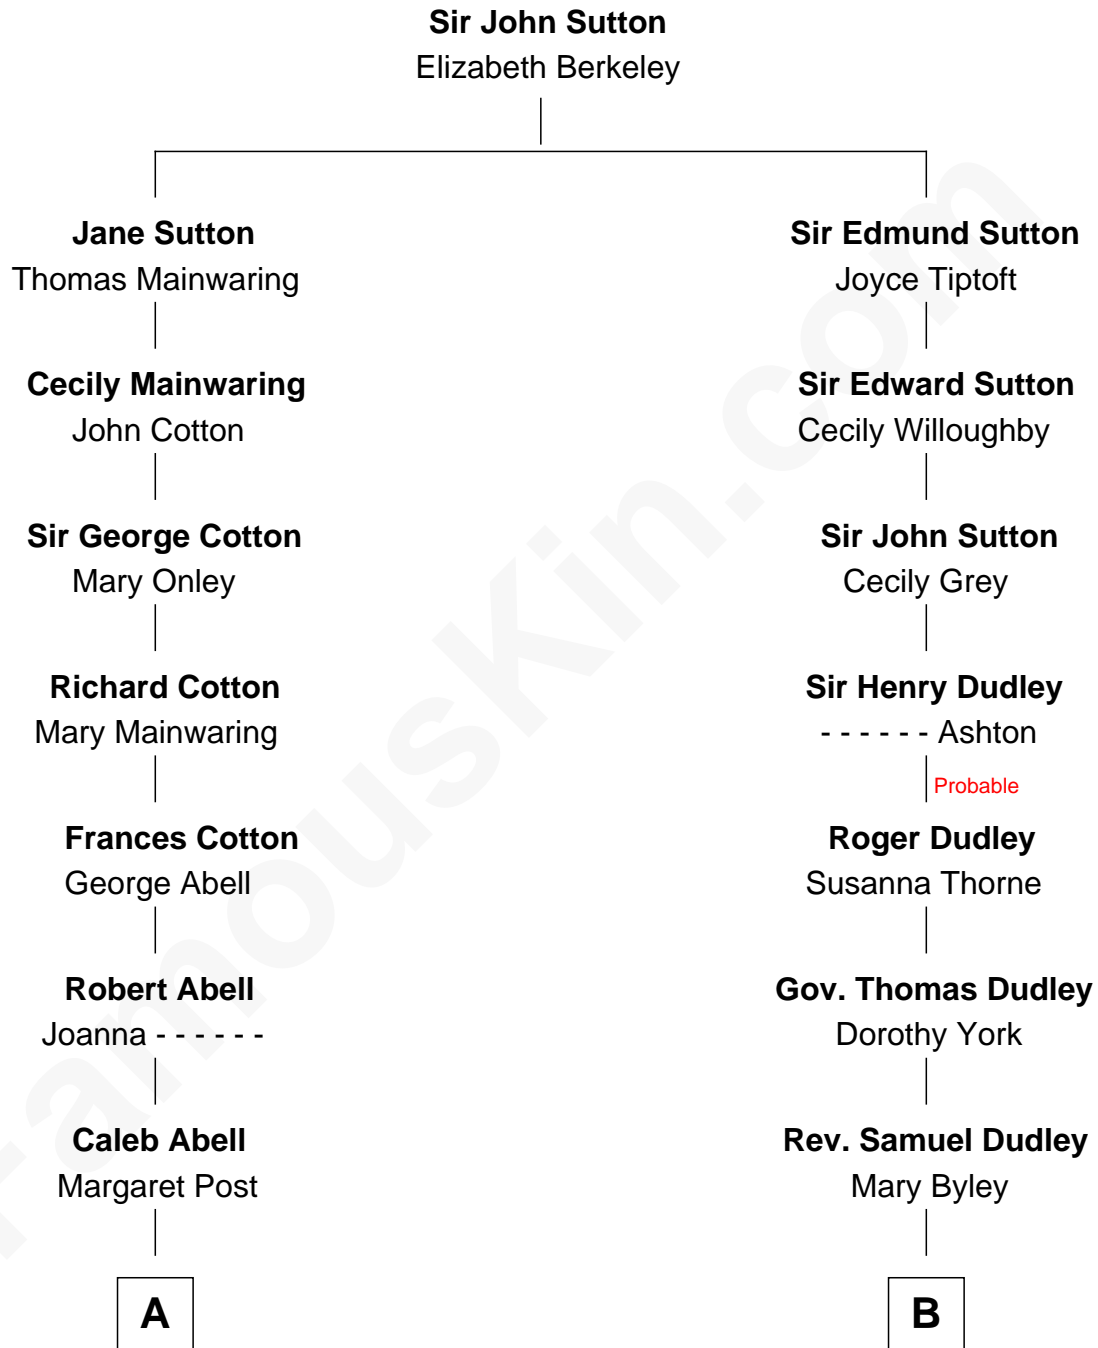 Sir John Sutton
Elizabeth Berkeley
Jane Sutton
Thomas Mainwaring
Sir Edmund Sutton
Joyce Tiptoft
Cecily Mainwaring
John Cotton
Sir Edward Sutton
Cecily Willoughby
Sir George Cotton
Mary Onley
Sir John Sutton
Cecily Grey
Richard Cotton
Mary Mainwaring
Sir Henry Dudley
- - - - - - Ashton
Probable
Frances Cotton
George Abell
Roger Dudley
Susanna Thorne
Robert Abell
Joanna - - - - - -
Gov. Thomas Dudley
Dorothy York
Caleb Abell
Margaret Post
Rev. Samuel Dudley
Mary Byley
A
B
FamousKin.com